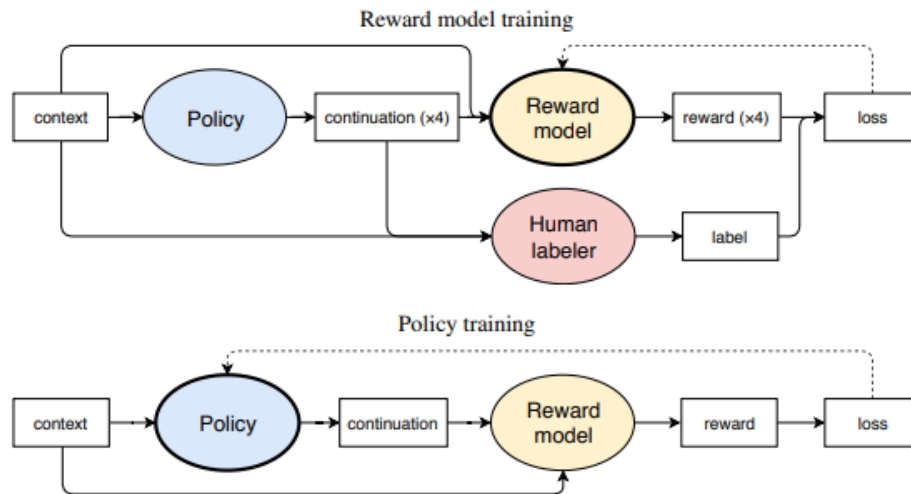 Reward model training
context
Policy
continuation (×4)
Reward
model
reward (×4)
loss
Human
labeler
label
Policy training
context
Policy
continuation
Reward
model
reward
loss